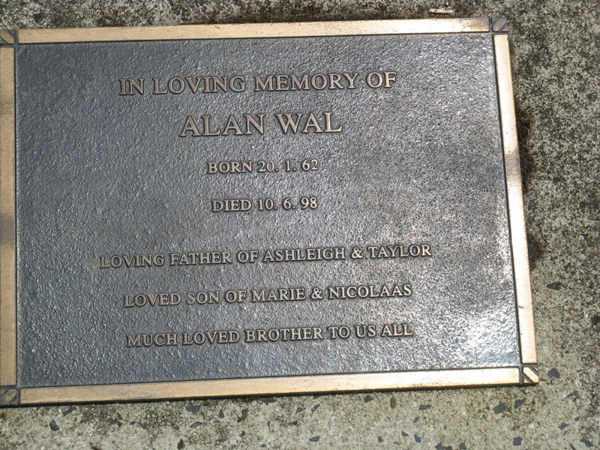 IN LOVING MEMORY OF
ALAN WAL
BORN 20. 1. 62
DIED 10. 6. 98
LOVING FATHER OF ASHLEIGH & TAYLOR
LOVED SON OF MARIE & NICOLAAS
MUCH LOVED BROTHER TO US ALL